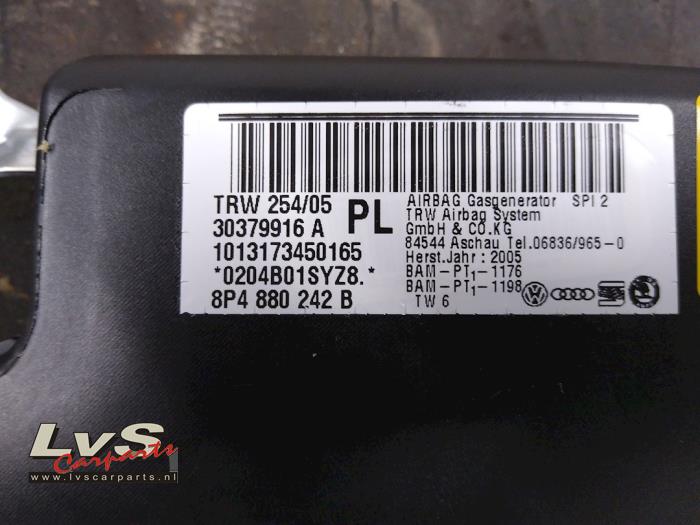 TRW 254/05
30379916 A
PL
1013173450165
*0204B01SYZ8.*
8P4 880 242 B
AIRBAG Gasgenerator SPI 2
TRW Airbag System
GmbH & CO.KG
84544 Aschau Tel.06836/965-0
Herst.Jahr: 2005
BAM-PT1-1176
BAM-PT1-1198
TW 6
LvS
Carparts
www.lvscarparts.nl